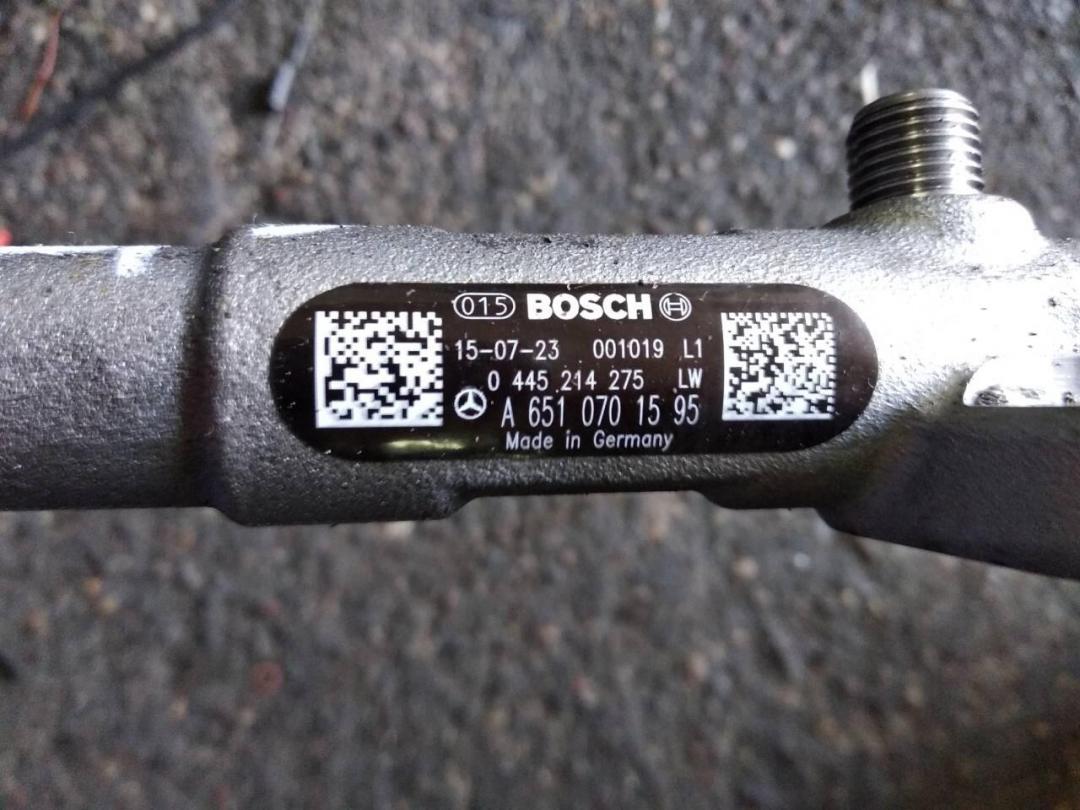 015 BOSCH
15-07-23 001019 L1
0 445 214 275 LW
A 651 070 15 95
Made in Germany